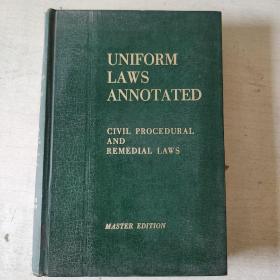 UNIFORM
LAWS
ANNOTATED
CIVIL PROCEDURAL
AND
REMEDIAL LAWS
MASTER EDITION